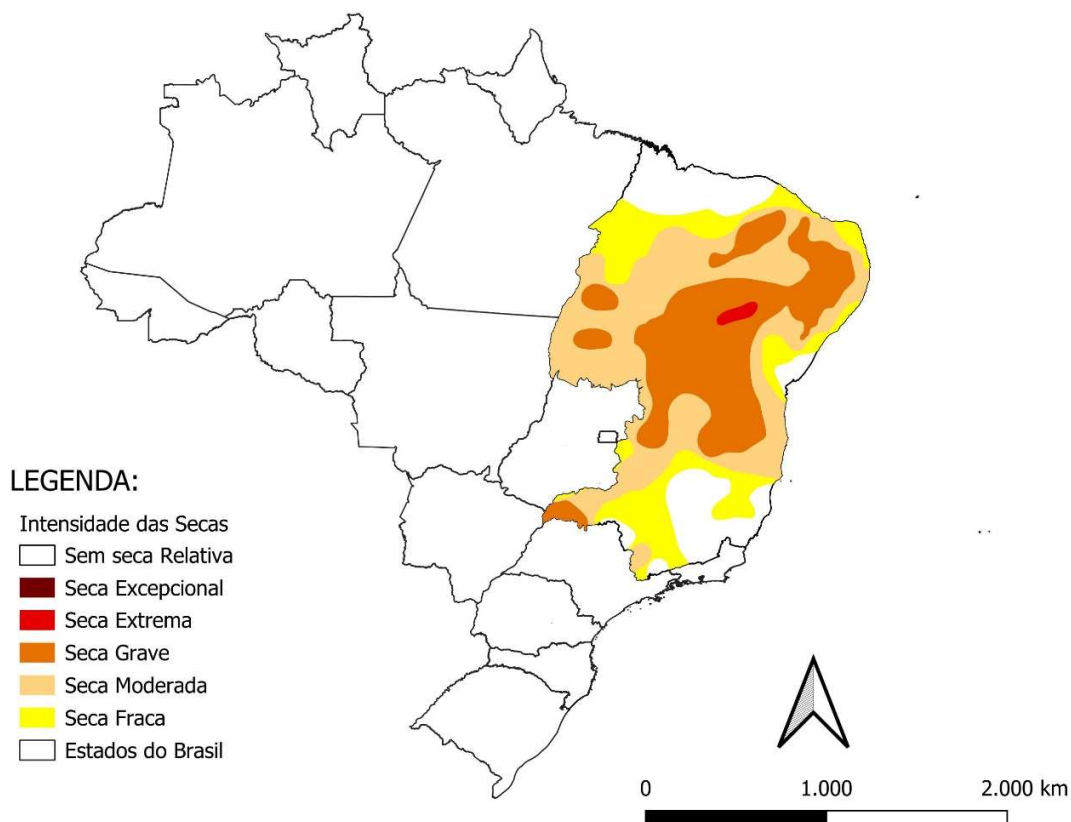 LEGENDA:
Intensidade das Secas
Sem seca Relativa
Seca Excepcional
Seca Extrema
Seca Grave
Seca Moderada
Seca Fraca
Estados do Brasil
0 1.000 2.000 km